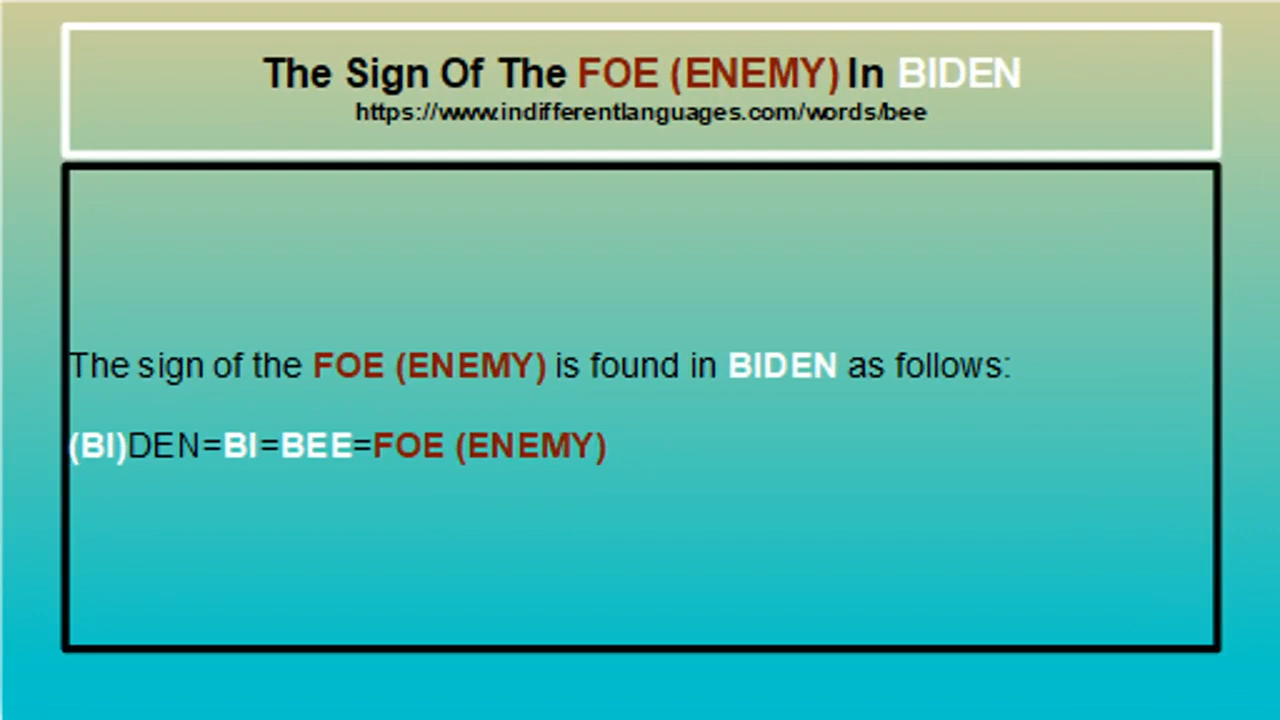 The Sign Of The FOE (ENEMY) In BIDEN
https://www.indifferentlanguages.com/words/bee
The sign of the FOE (ENEMY) is found in BIDEN as follows:
(BI)DEN=BI=BEE=FOE (ENEMY)